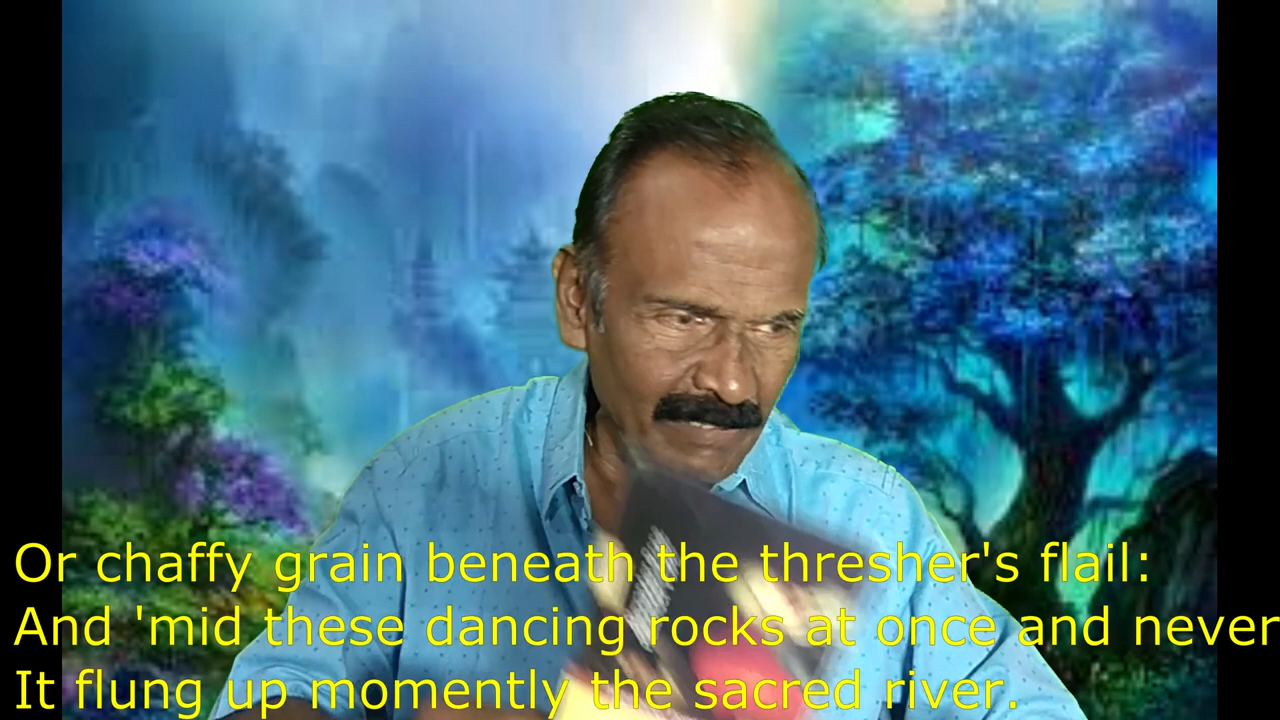 Or chaffy grain beneath the thresher's flail:
And 'mid these dancing rocks at once and never
It flung up momently the sacred river.